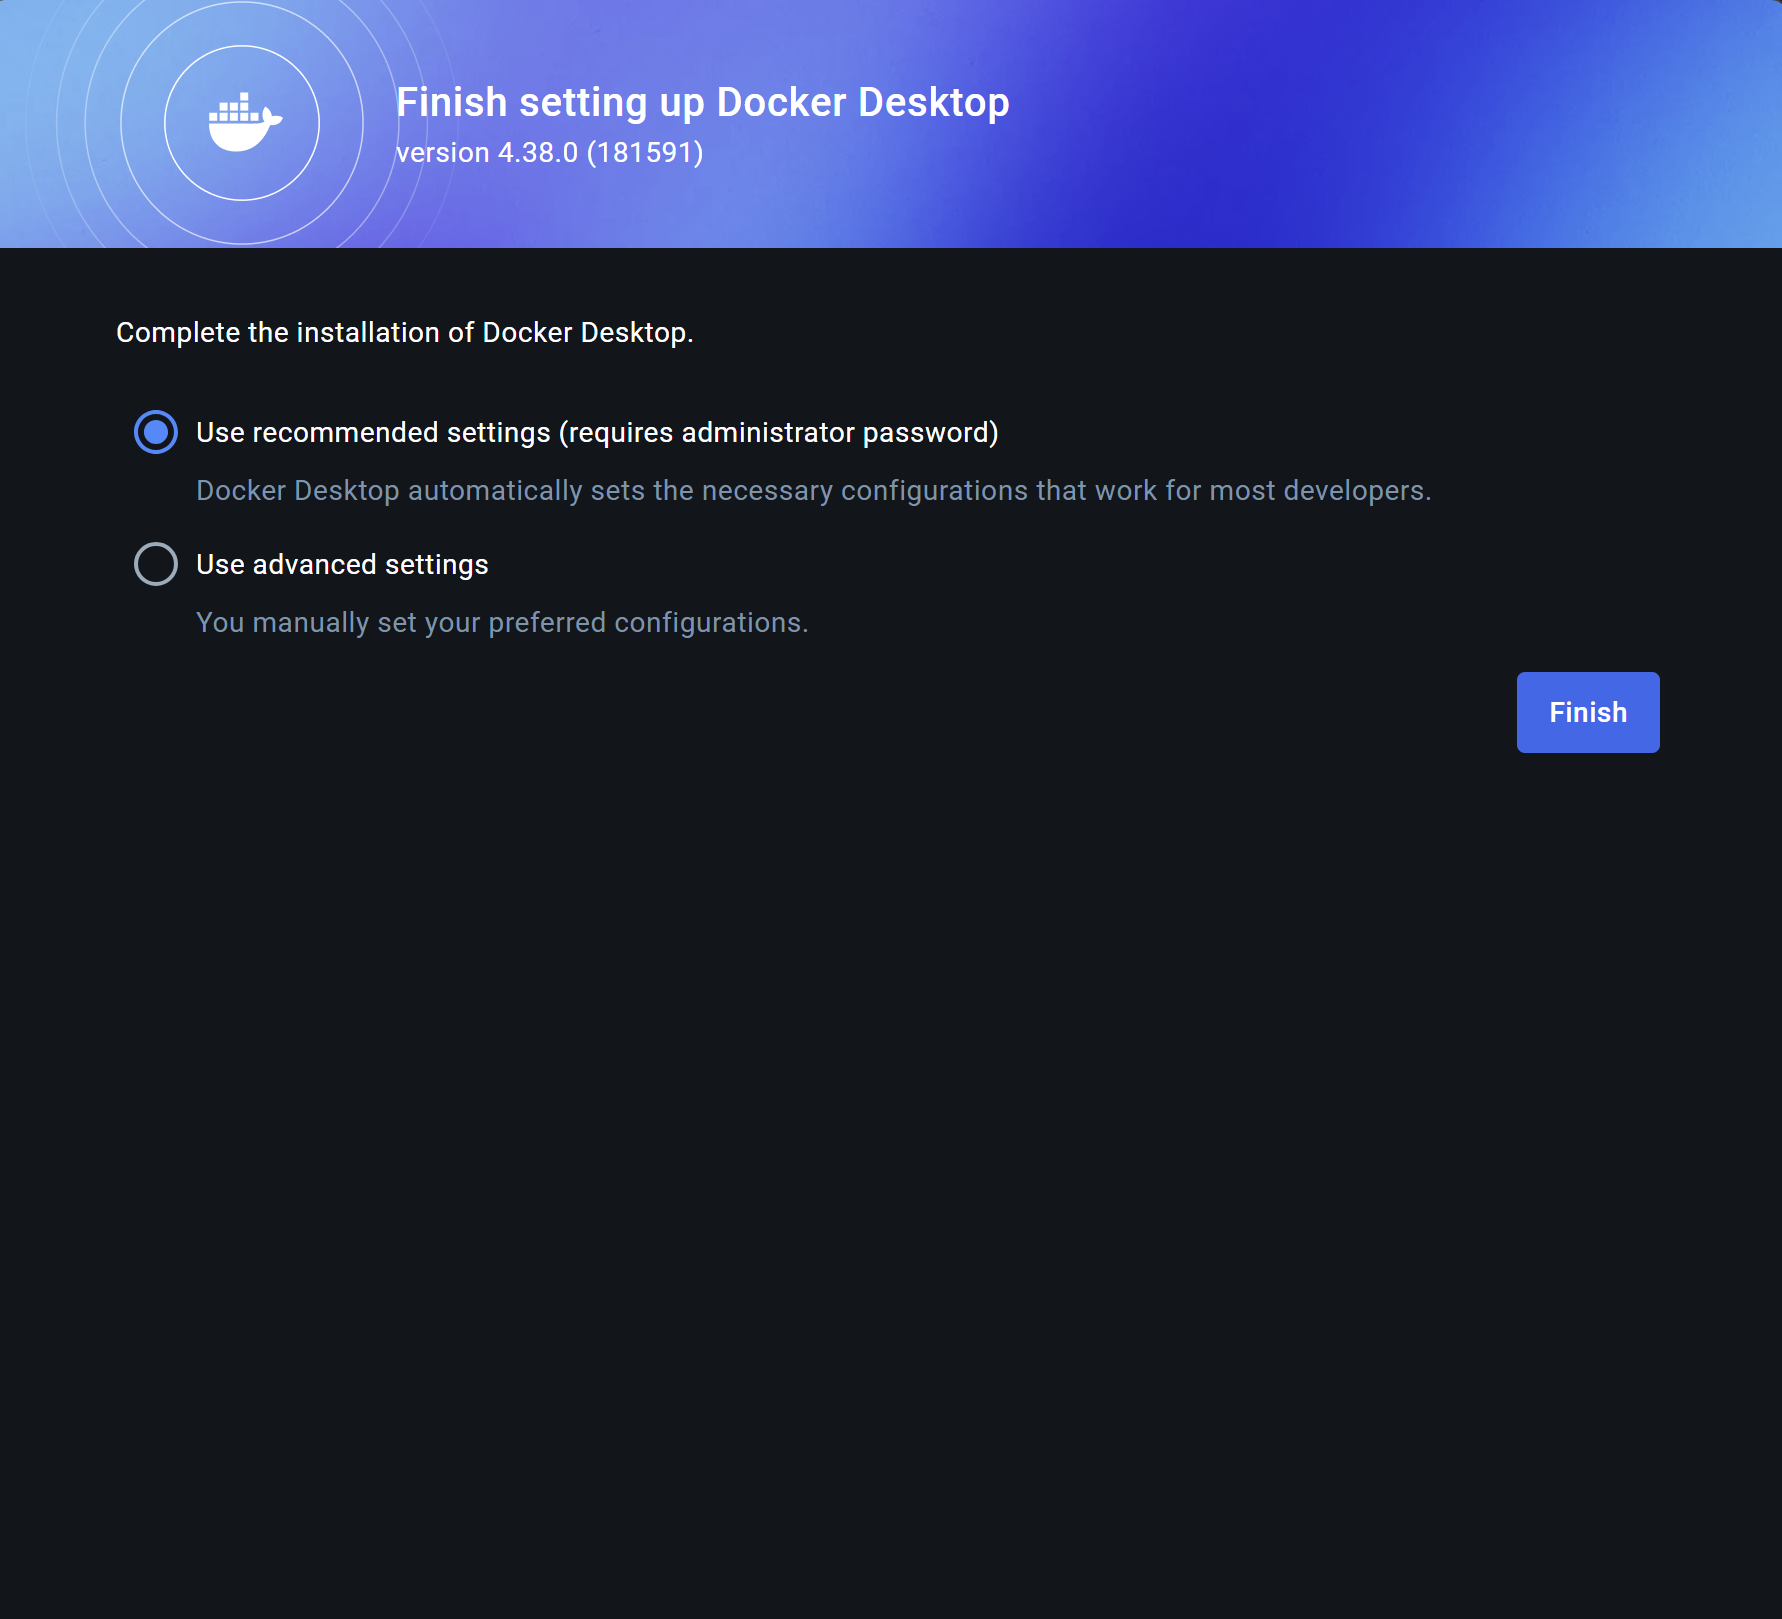 Finish setting up Docker Desktop
version 4.38.0 (181591)
Complete the installation of Docker Desktop.
Use recommended settings (requires administrator password)
Docker Desktop automatically sets the necessary configurations that work for most developers.
Use advanced settings
You manually set your preferred configurations.
Finish